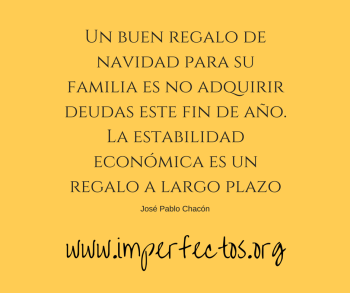 Un buen regalo de
navidad para su
familia es no adquirir
deudas este fin de año.
La estabilidad
económica es un
regalo a largo plazo
José Pablo Chacón
www.imperfectos.org